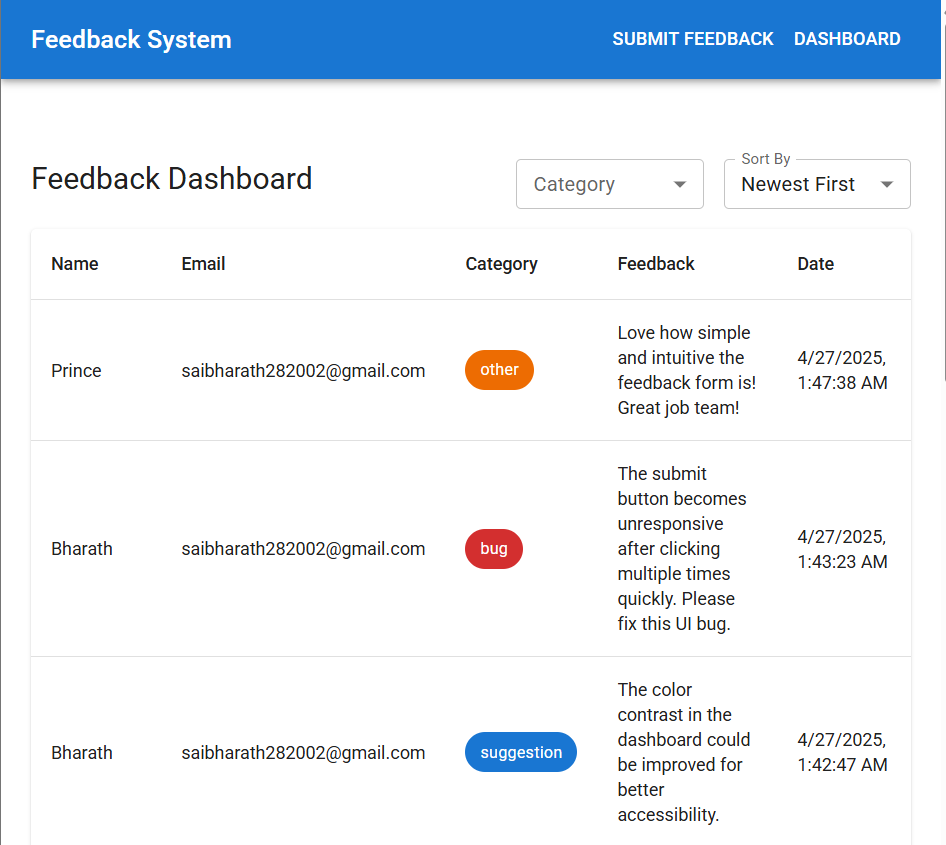 Feedback System
SUBMIT FEEDBACK DASHBOARD
Feedback Dashboard
Category
Sort By
Newest First
Name Email Category Feedback Date
Prince
saibharath282002@gmail.com
other
Love how simple
and intuitive the
feedback form is!
Great job team!
4/27/2025,
1:47:38 AM
Bharath
saibharath282002@gmail.com
bug
The submit
button becomes
unresponsive
after clicking
multiple times
quickly. Please
fix this UI bug.
4/27/2025,
1:43:23 AM
Bharath
saibharath282002@gmail.com
suggestion
The color
contrast in the
dashboard could
be improved for
better
accessibility.
4/27/2025,
1:42:47 AM